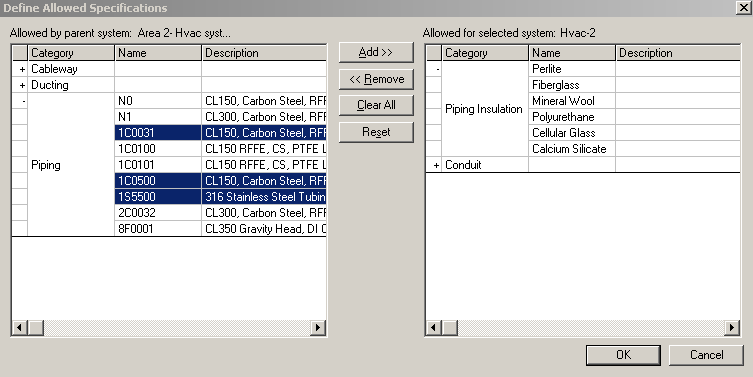 Define Allowed Specifications
Allowed by parent system: Area 2- Hvac syst...
Allowed for selected system: Hvac-2
Category Name Description
+ Cableway
+ Ducting
- Piping
N0 CL150, Carbon Steel, RFF
N1 CL300, Carbon Steel, RFF
1C0031 CL150, Carbon Steel, RFF
1C0100 CL150 RFFE, CS, PTFE L
1C0101 CL150 RFFE, CS, PTFE L
1C0500 CL150, Carbon Steel, RFF
1S5500 316 Stainless Steel Tubin
2C0032 CL300, Carbon Steel, RFF
8F0001 CL350 Gravity Head, DI C
Add >>
<< Remove
Clear All
Reset
Category Name Description
- Piping Insulation
Perlite
Fiberglass
Mineral Wool
Polyurethane
Cellular Glass
Calcium Silicate
+ Conduit
OK
Cancel